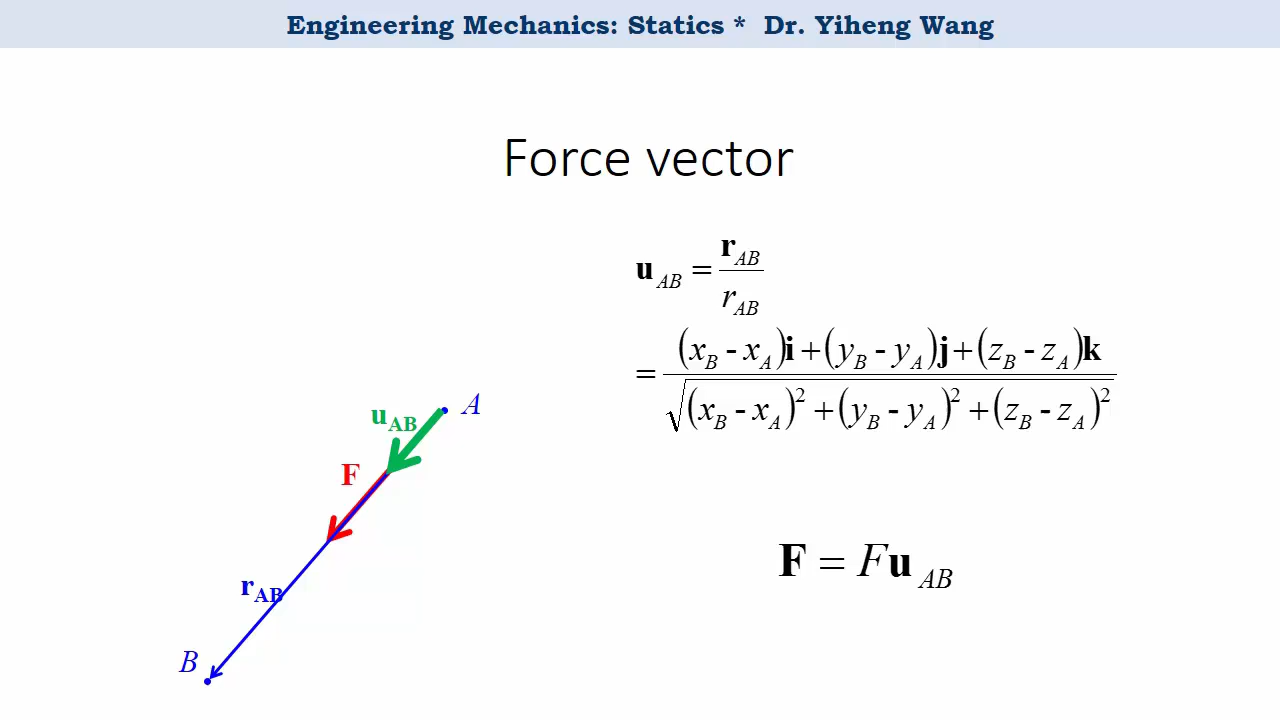 Engineering Mechanics: Statics * Dr. Yiheng Wang
Force vector
u_AB = r_AB / r_AB
= ((x_B - x_A)i + (y_B - y_A)j + (z_B - z_A)k) / √((x_B - x_A)² + (y_B - y_A)² + (z_B - z_A)²)
A
u_AB
F
r_AB
B
F = Fu_AB